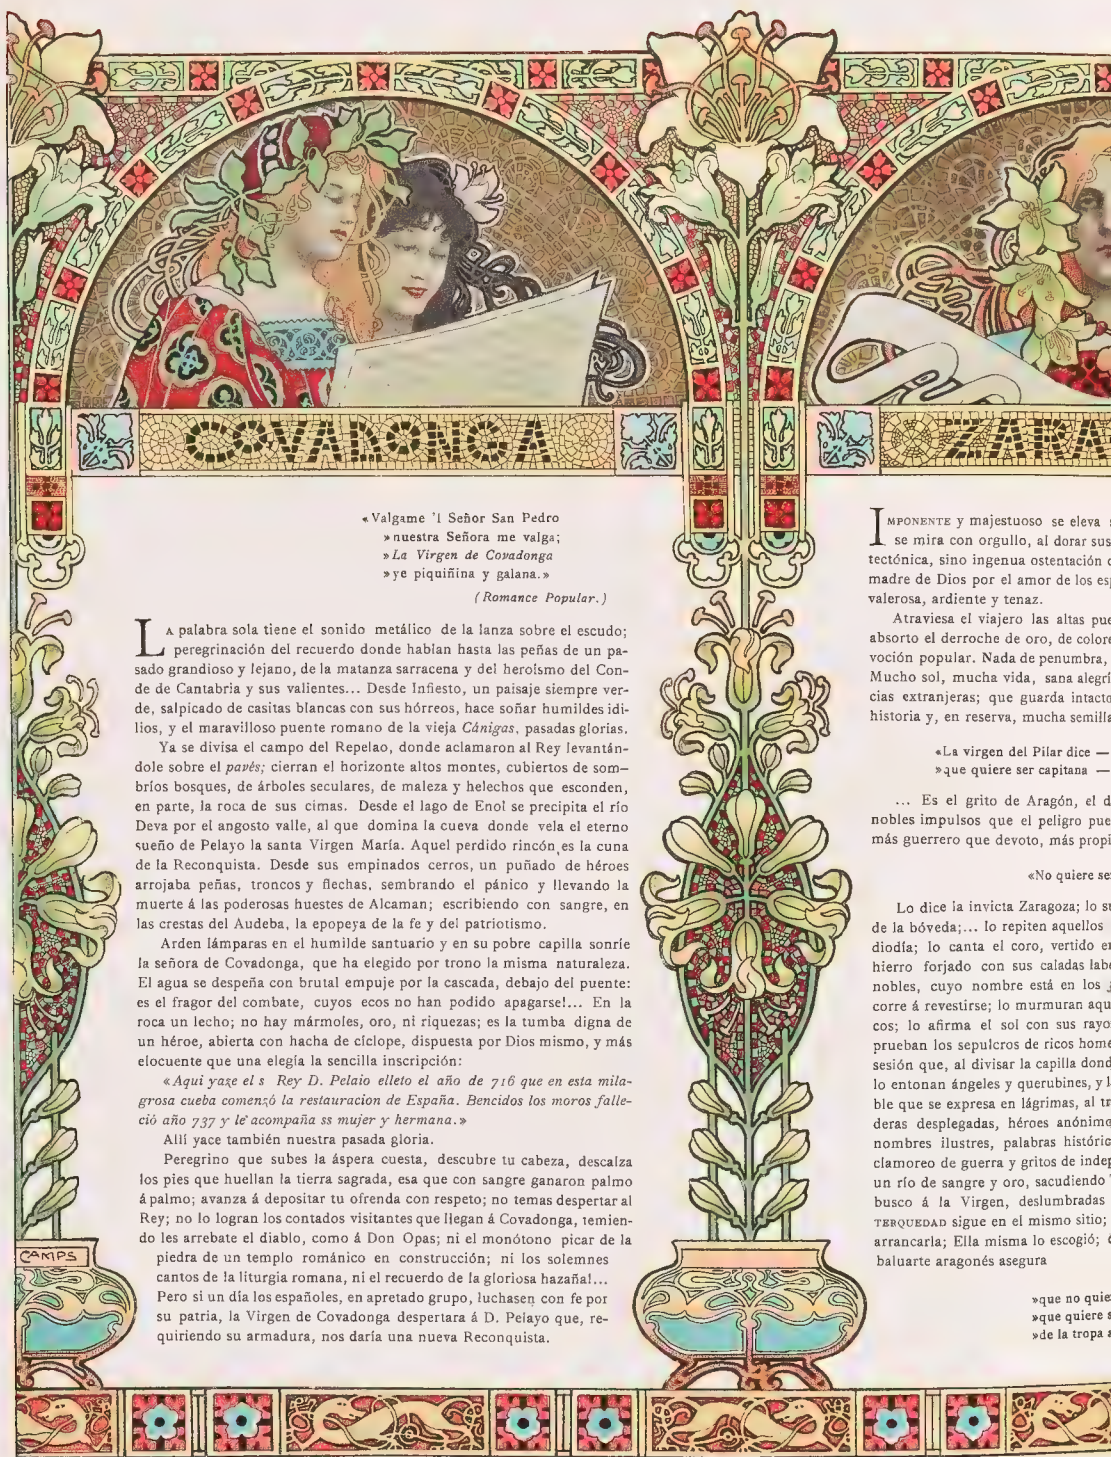 COVADONGA
«Valgame 'l Señor San Pedro
»nuestra Señora me valga;
»La Virgen de Covadonga
»ye piquiñina y galana.»
(Romance Popular.)
LA palabra sola tiene el sonido metálico de la lanza sobre el escudo;
peregrinación del recuerdo donde hablan hasta las peñas de un pa-
sado grandioso y lejano, de la matanza sarracena y del heroísmo del Con-
de de Cantabria y sus valientes... Desde Infiesto, un paisaje siempre ver-
de, salpicado de casitas blancas con sus hórreos, hace soñar humildes idi-
lios, y el maravilloso puente romano de la vieja Cánigas, pasadas glorias.
Ya se divisa el campo del Repelao, donde aclamaron al Rey levantán-
dole sobre el pavés; cierran el horizonte altos montes, cubiertos de som-
bríos bosques, de árboles seculares, de maleza y helechos que esconden,
en parte, la roca de sus cimas. Desde el lago de Enol se precipita el río
Deva por el angosto valle, al que domina la cueva donde vela el eterno
sueño de Pelayo la santa Virgen María. Aquel perdido rincón es la cuna
de la Reconquista. Desde sus empinados cerros, un puñado de héroes
arrojaba peñas, troncos y flechas, sembrando el pánico y llevando la
muerte á las poderosas huestes de Alcaman; escribiendo con sangre, en
las crestas del Audeba, la epopeya de la fe y del patriotismo.
Arden lámparas en el humilde santuario y en su pobre capilla sonríe
la señora de Covadonga, que ha elegido por trono la misma naturaleza.
El agua se despeña con brutal empuje por la cascada, debajo del puente:
es el fragor del combate, cuyos ecos no han podido apagarse!... En la
roca un lecho; no hay mármoles, oro, ni riquezas; es la tumba digna de
un héroe, abierta con hacha de cíclope, dispuesta por Dios mismo, y más
elocuente que una elegía la sencilla inscripción:
«Aqui yaze el s Rey D. Pelaio elleto el año de 716 que en esta mila-
grosa cueba comenzó la restauracion de España. Bencidos los moros falle-
ció año 737 y le acompaña ss mujer y hermana.»
Allí yace también nuestra pasada gloria.
Peregrino que subes la áspera cuesta, descubre tu cabeza, descalza
los pies que huellan la tierra sagrada, esa que con sangre ganaron palmo
á palmo; avanza á depositar tu ofrenda con respeto; no temas despertar al
Rey; no lo logran los contados visitantes que llegan á Covadonga, temien-
do les arrebate el diablo, como á Don Opas; ni el monótono picar de la
piedra de un templo románico en construcción; ni los solemnes
cantos de la liturgia romana, ni el recuerdo de la gloriosa hazaña!...
Pero si un día los españoles, en apretado grupo, luchasen con fe por
su patria, la Virgen de Covadonga despertara á D. Pelayo que, re-
quiriendo su armadura, nos daría una nueva Reconquista.
CAMPS
ZARA
IMPONENTE y majestuoso se eleva
se mira con orgullo, al dorar sus
tectónica, sino ingenua ostentación
madre de Dios por el amor de los esp
valerosa, ardiente y tenaz.
Atraviesa el viajero las altas pue
absorto el derroche de oro, de colore
voción popular. Nada de penumbra,
Mucho sol, mucha vida, sana alegrí
cias extranjeras; que guarda intacto
historia y, en reserva, mucha semilla
«La virgen del Pilar dice —
»que quiere ser capitana —
... Es el grito de Aragón, el d
nobles impulsos que el peligro pue
más guerrero que devoto, más propi
«No quiere ser
Lo dice la invicta Zaragoza; lo su
de la bóveda;... lo repiten aquellos
diodía; lo canta el coro, vertido en
hierro forjado con sus caladas labe
nobles, cuyo nombre está en los
corre á revestirse; lo murmuran aqu
cos; lo afirma el sol con sus rayo
prueban los sepulcros de ricos home
sesión que, al divisar la capilla dond
lo entonan ángeles y querubines, y l
ble que se expresa en lágrimas, al tr
deras desplegadas, héroes anónimo
nombres ilustres, palabras históric
clamoreo de guerra y gritos de indep
un río de sangre y oro, sacudiendo
busco á la Virgen, deslumbradas
TERQUEDAD sigue en el mismo sitio;
arrancarla; Ella misma lo escogió;
baluarte aragonés asegura
»que no quie
»que quiere s
»de la tropa a